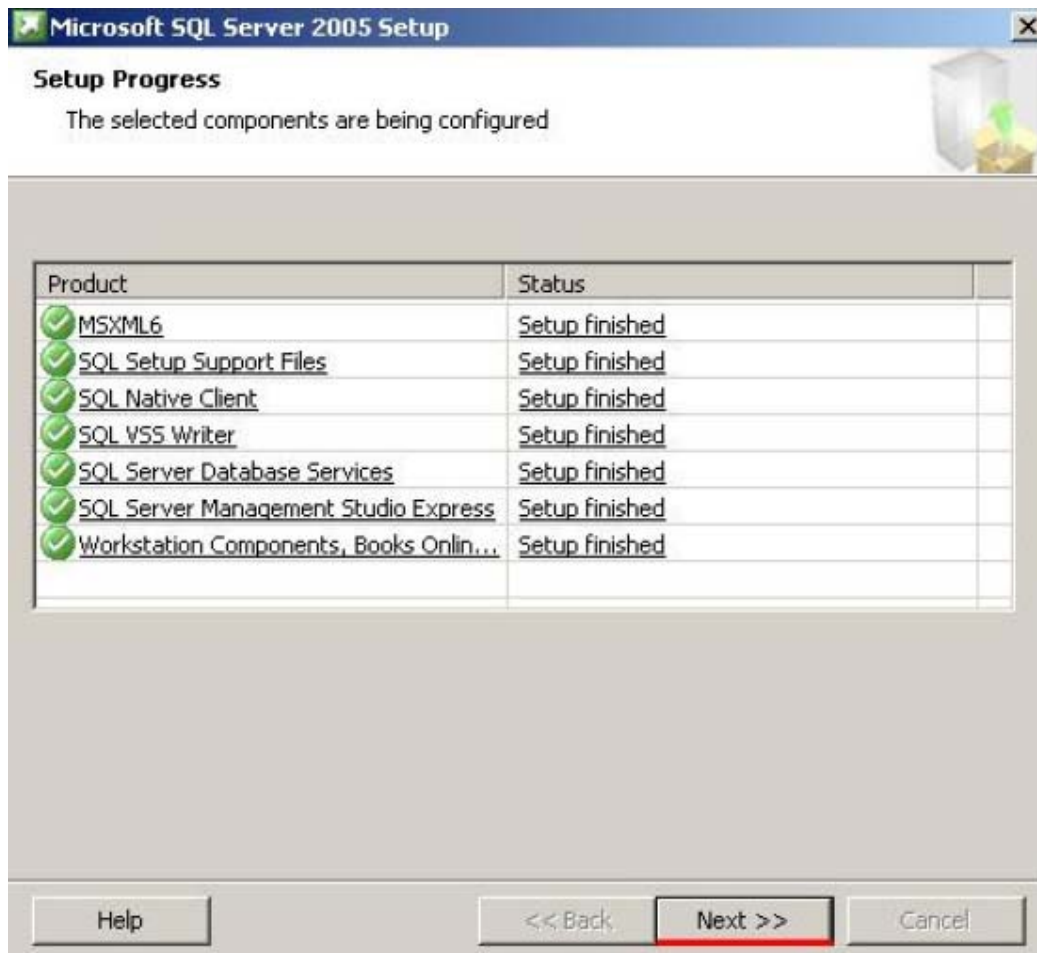 Microsoft SQL Server 2005 Setup
Setup Progress
The selected components are being configured
Product Status
MSXML6 Setup finished
SQL Setup Support Files Setup finished
SQL Native Client Setup finished
SQL VSS Writer Setup finished
SQL Server Database Services Setup finished
SQL Server Management Studio Express Setup finished
Workstation Components, Books Onlin... Setup finished
Help << Back Next >> Cancel